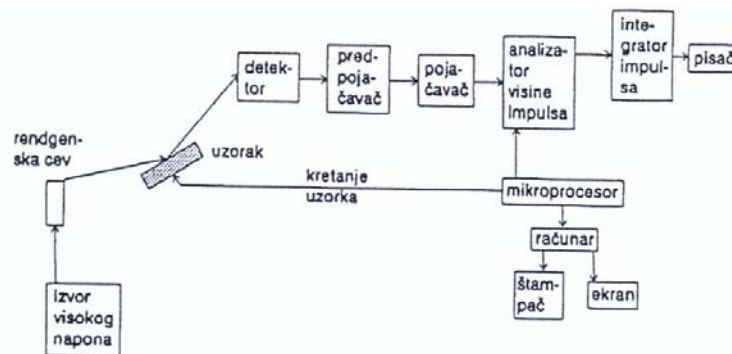 rendgen-
ska cev
izvor
visokog
napona
uzorak
detek-
tor
pred-
poja-
čavač
poja-
čavač
analiza-
tor
visine
impulsa
inte-
grator
impul-
sa
pisač
kretanje
uzorka
mikroprocesor
računar
štam-
pač
ekran